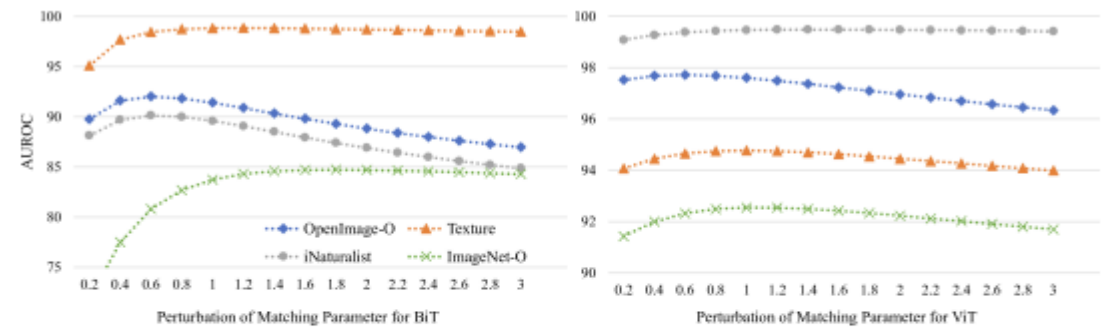 100
95
90
85
80
75
AUROC
OpenImage-O
Texture
iNaturalist
ImageNet-O
0.2 0.4 0.6 0.8 1 1.2 1.4 1.6 1.8 2 2.2 2.4 2.6 2.8 3
Perturbation of Matching Parameter for BiT
100
98
96
94
92
90
0.2 0.4 0.6 0.8 1 1.2 1.4 1.6 1.8 2 2.2 2.4 2.6 2.8 3
Perturbation of Matching Parameter for ViT